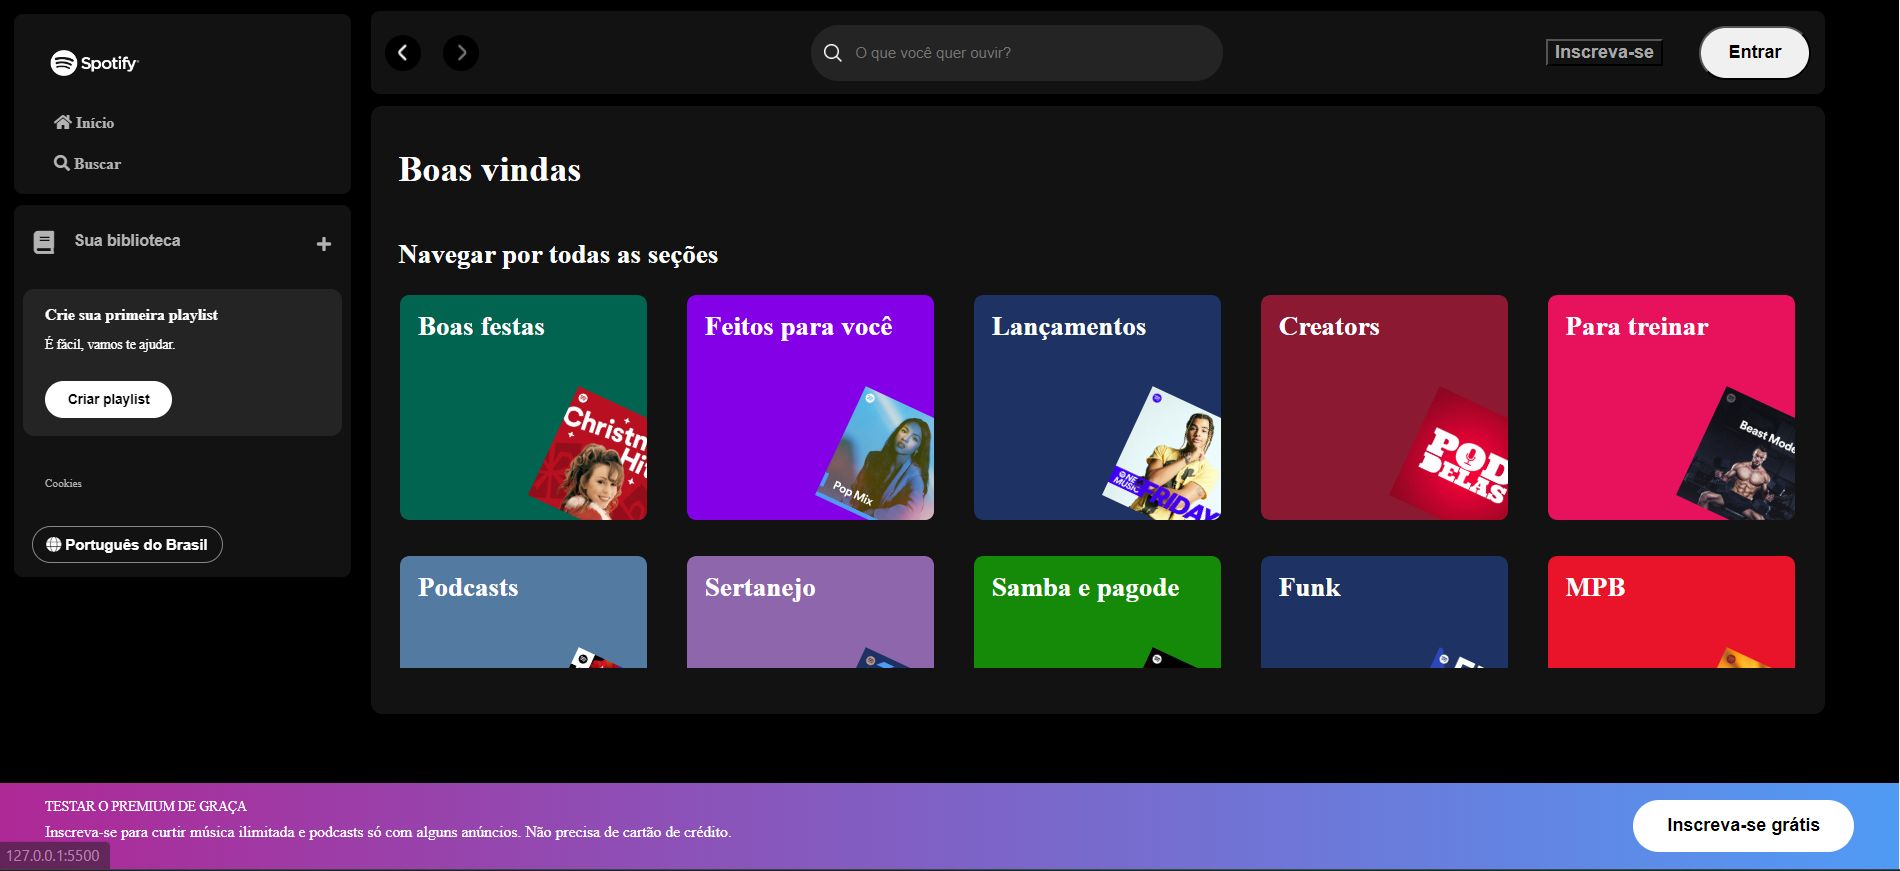 Spotify
Início
Buscar
Sua biblioteca
Crie sua primeira playlist
É fácil, vamos te ajudar.
Criar playlist
Cookies
Português do Brasil
O que você quer ouvir?
Inscreva-se
Entrar
Boas vindas
Navegar por todas as seções
Boas festas
Feitos para você
Lançamentos
Creators
Para treinar
Pop Mix
FRIDAY
POD
DELAS
Beast Mode
Podcasts
Sertanejo
Samba e pagode
Funk
MPB
TESTAR O PREMIUM DE GRAÇA
Inscreva-se para curtir música ilimitada e podcasts só com alguns anúncios. Não precisa de cartão de crédito.
Inscreva-se grátis
127.0.0.1:5500